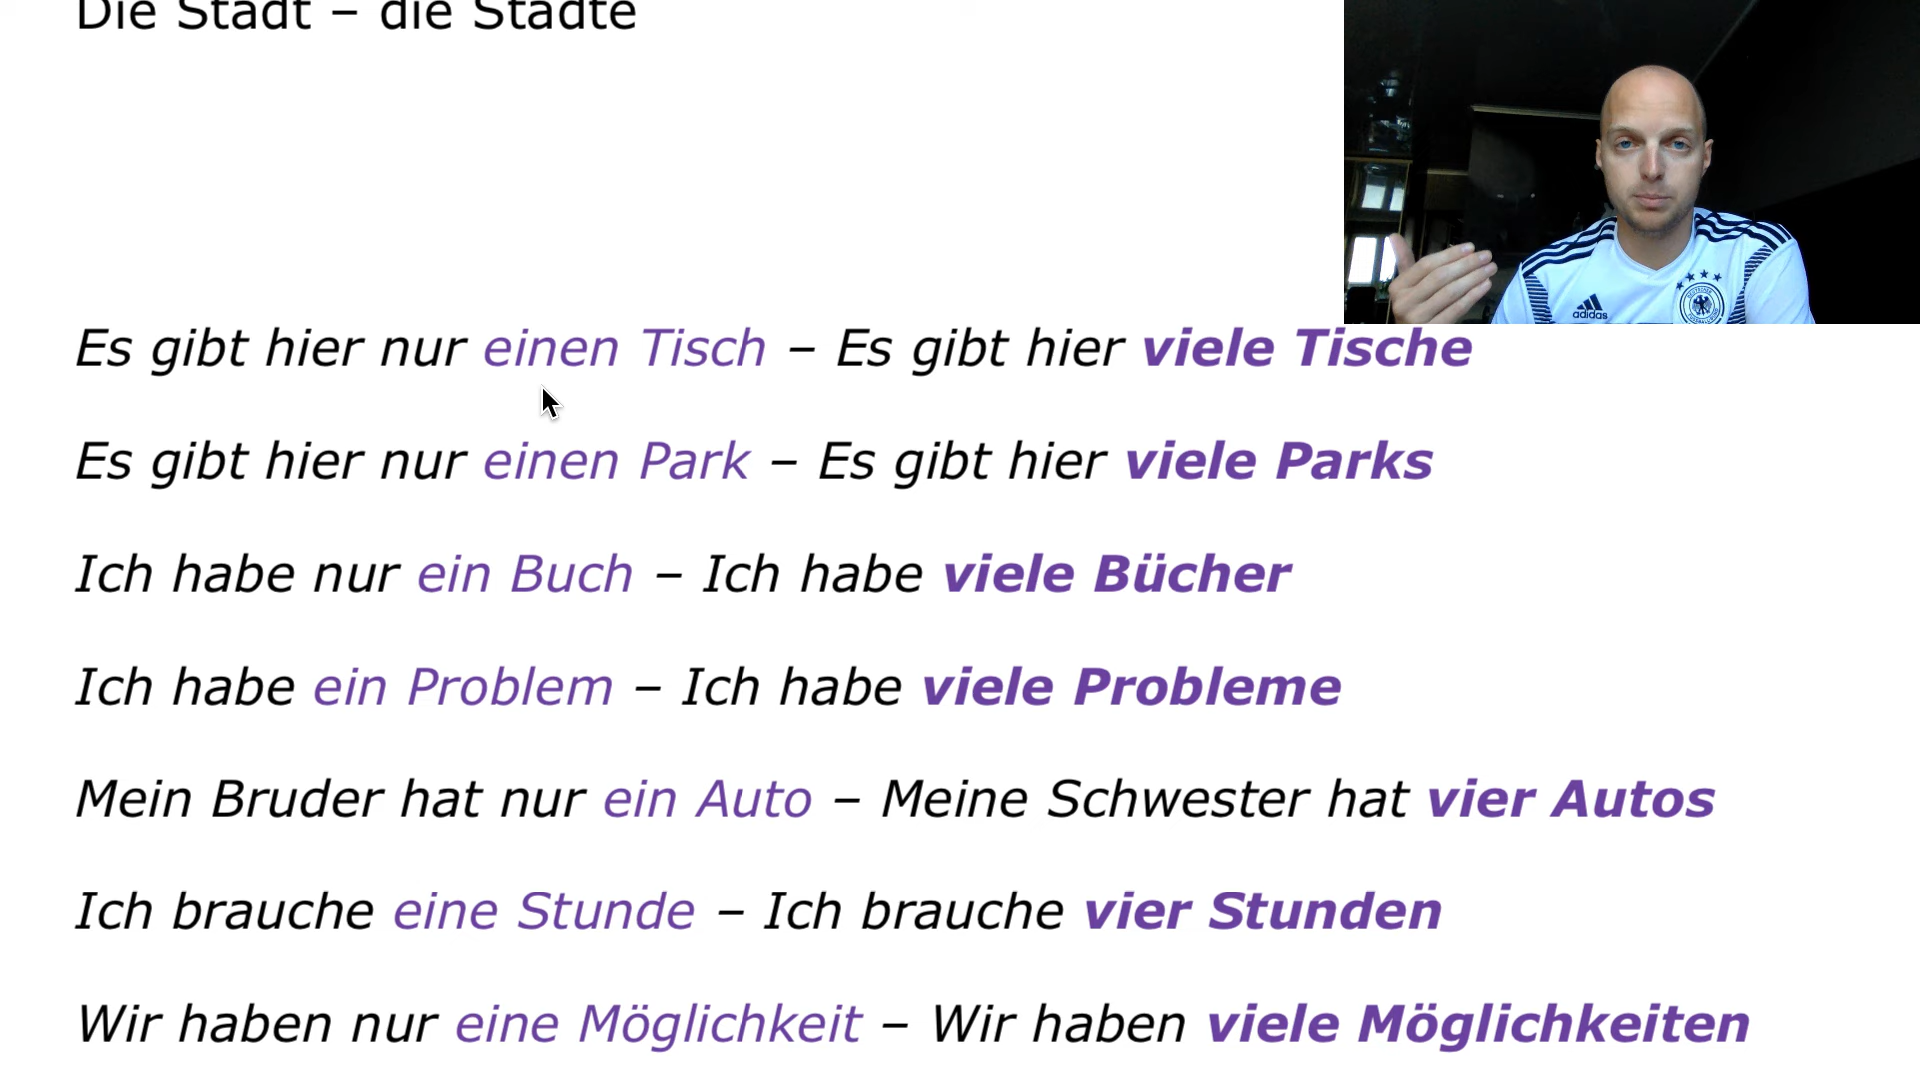 Die Stadt – die Städte
adidas
Es gibt hier nur einen Tisch – Es gibt hier viele Tische
Es gibt hier nur einen Park – Es gibt hier viele Parks
Ich habe nur ein Buch – Ich habe viele Bücher
Ich habe ein Problem – Ich habe viele Probleme
Mein Bruder hat nur ein Auto – Meine Schwester hat vier Autos
Ich brauche eine Stunde – Ich brauche vier Stunden
Wir haben nur eine Möglichkeit – Wir haben viele Möglichkeiten